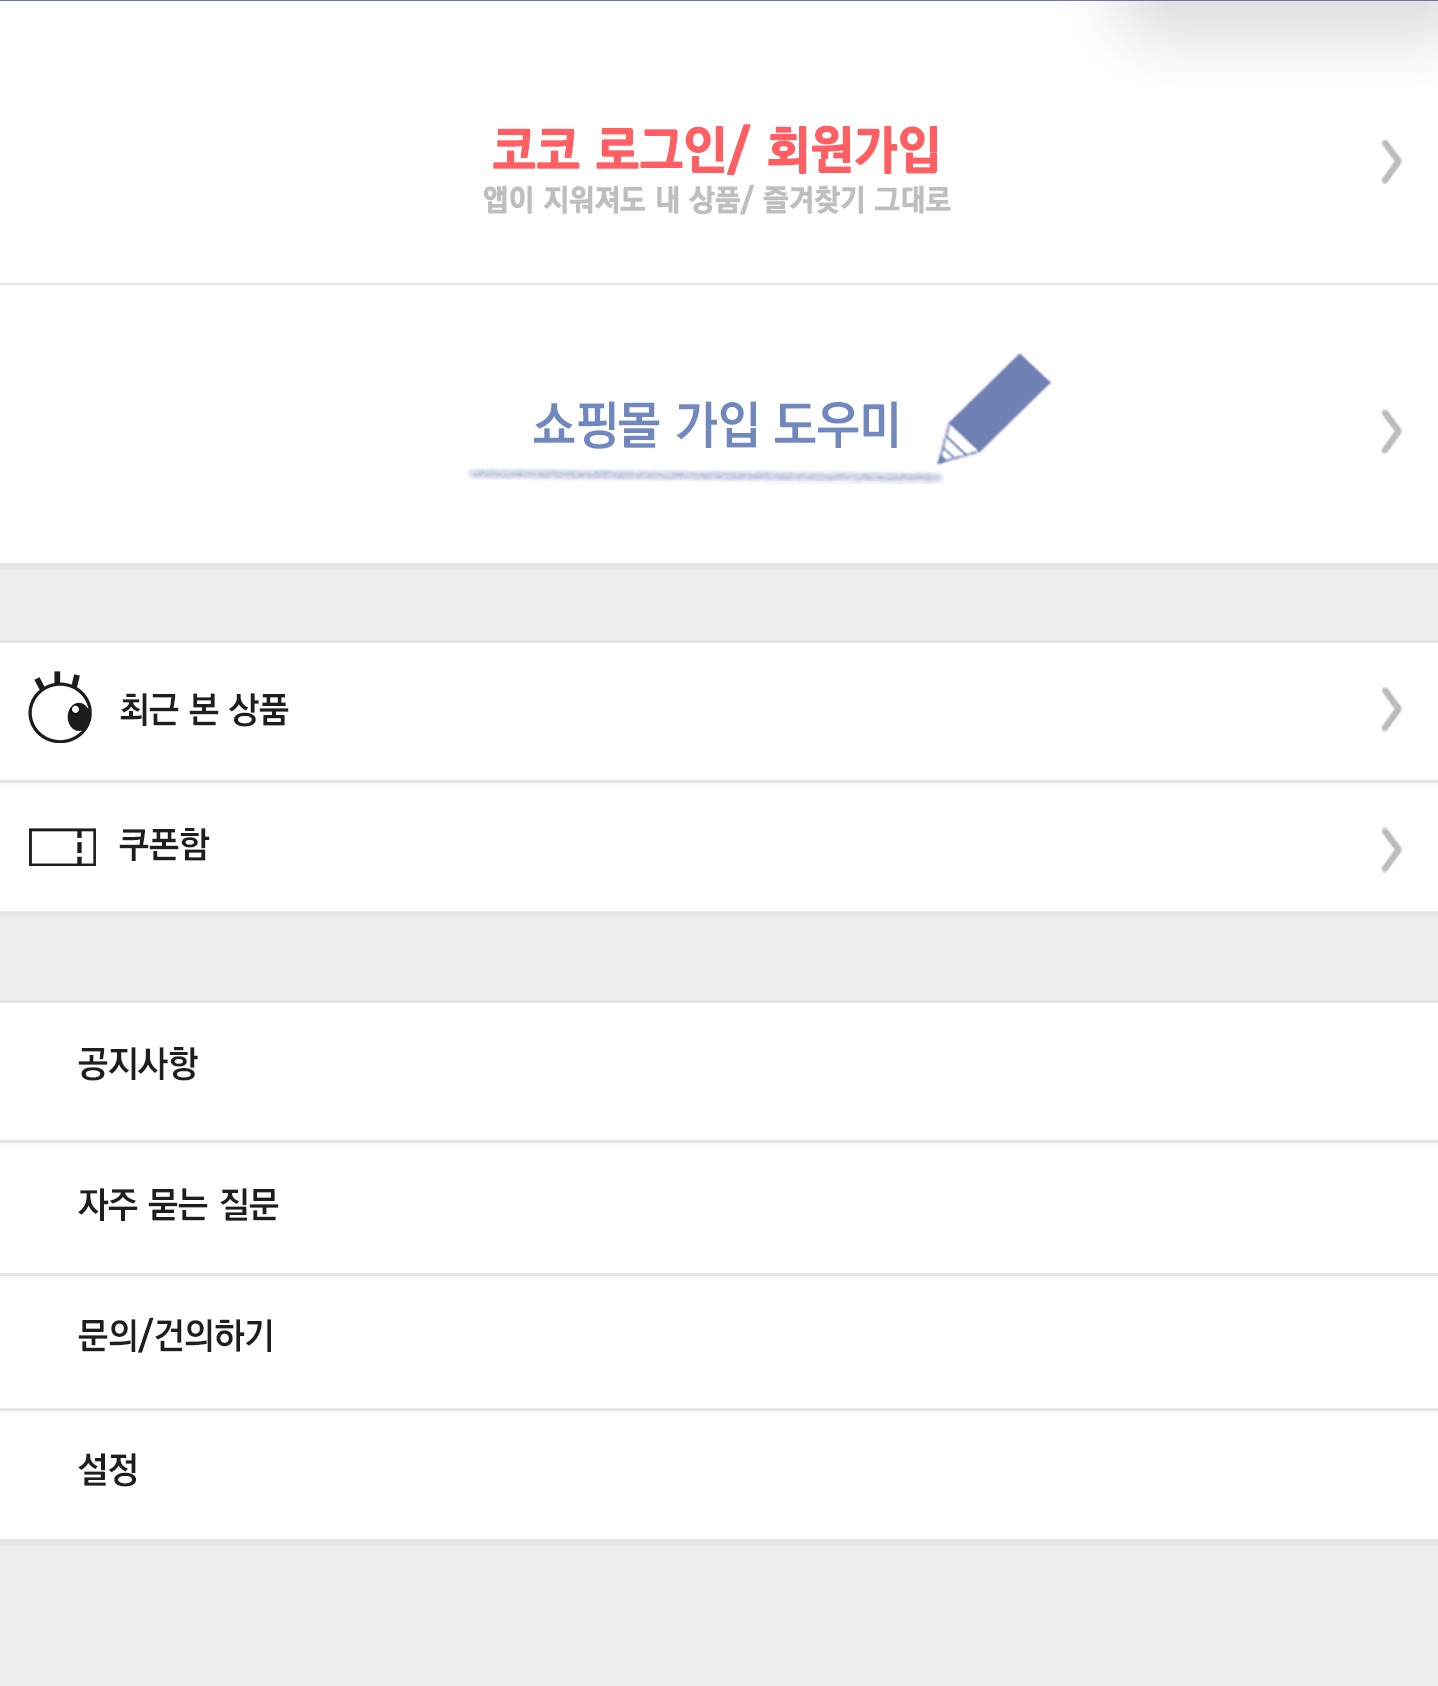 코코 로그인/ 회원가입
앱이 지워져도 내 상품/ 즐겨찾기 그대로
쇼핑몰 가입 도우미
최근 본 상품
쿠폰함
공지사항
자주 묻는 질문
문의/건의하기
설정